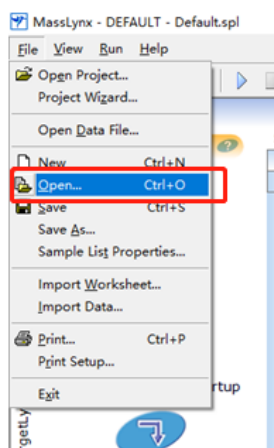 MassLynx - DEFAULT - Default.spl
File View Run Help
Open Project...
Project Wizard...
Open Data File...
New Ctrl+N
Open... Ctrl+O
Save Ctrl+S
Save As...
Sample List Properties...
Import Worksheet...
Import Data...
Print... Ctrl+P
Print Setup...
Exit
?